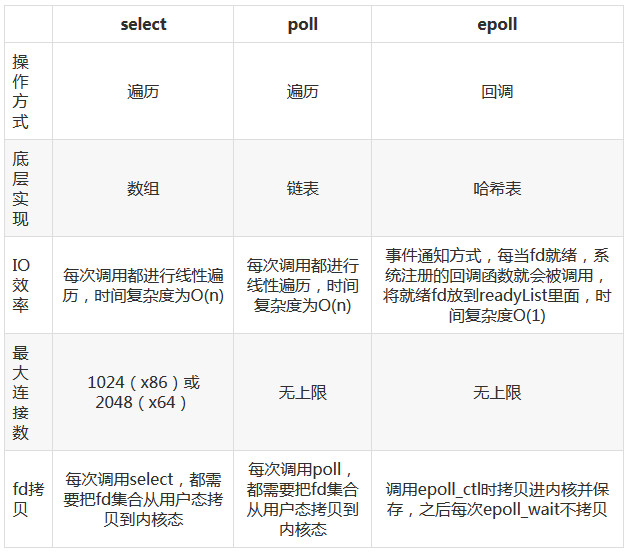 select poll epoll
操作方式 遍历 遍历 回调
底层实现 数组 链表 哈希表
IO效率
每次调用都进行线性遍
历，时间复杂度为O(n)
每次调用都进行
线性遍历，时间
复杂度为O(n)
事件通知方式，每当fd就绪，系
统注册的回调函数就会被调用，
将就绪fd放到readyList里面，时
间复杂度O(1)
最大连接数
1024（x86）或
2048（x64）
无上限
无上限
fd拷贝
每次调用select，都需
要把fd集合从用户态拷
贝到内核态
每次调用poll，
都需要把fd集合
从用户态拷贝到
内核态
调用epoll_ctl时拷贝进内核并保
存，之后每次epoll_wait不拷贝